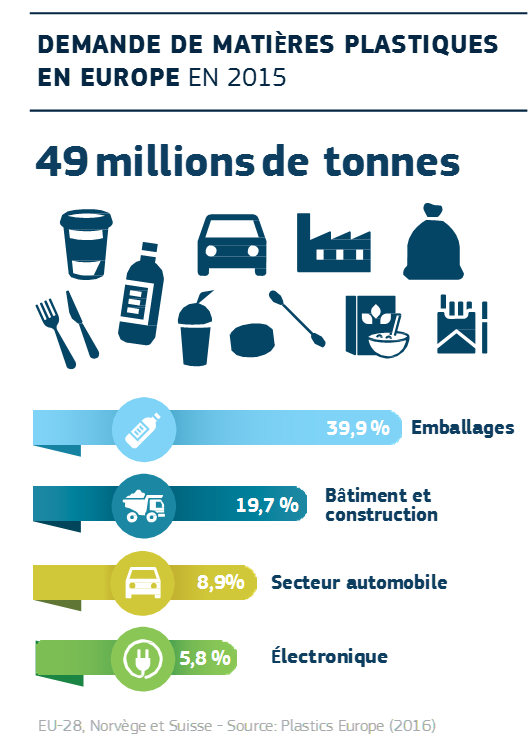 DEMANDE DE MATIÈRES PLASTIQUES
EN EUROPE EN 2015
49 millions de tonnes
39,9 % Emballages
19,7 % Bâtiment et
construction
8,9% Secteur automobile
5,8 % Électronique
EU-28, Norvège et Suisse - Source: Plastics Europe (2016)